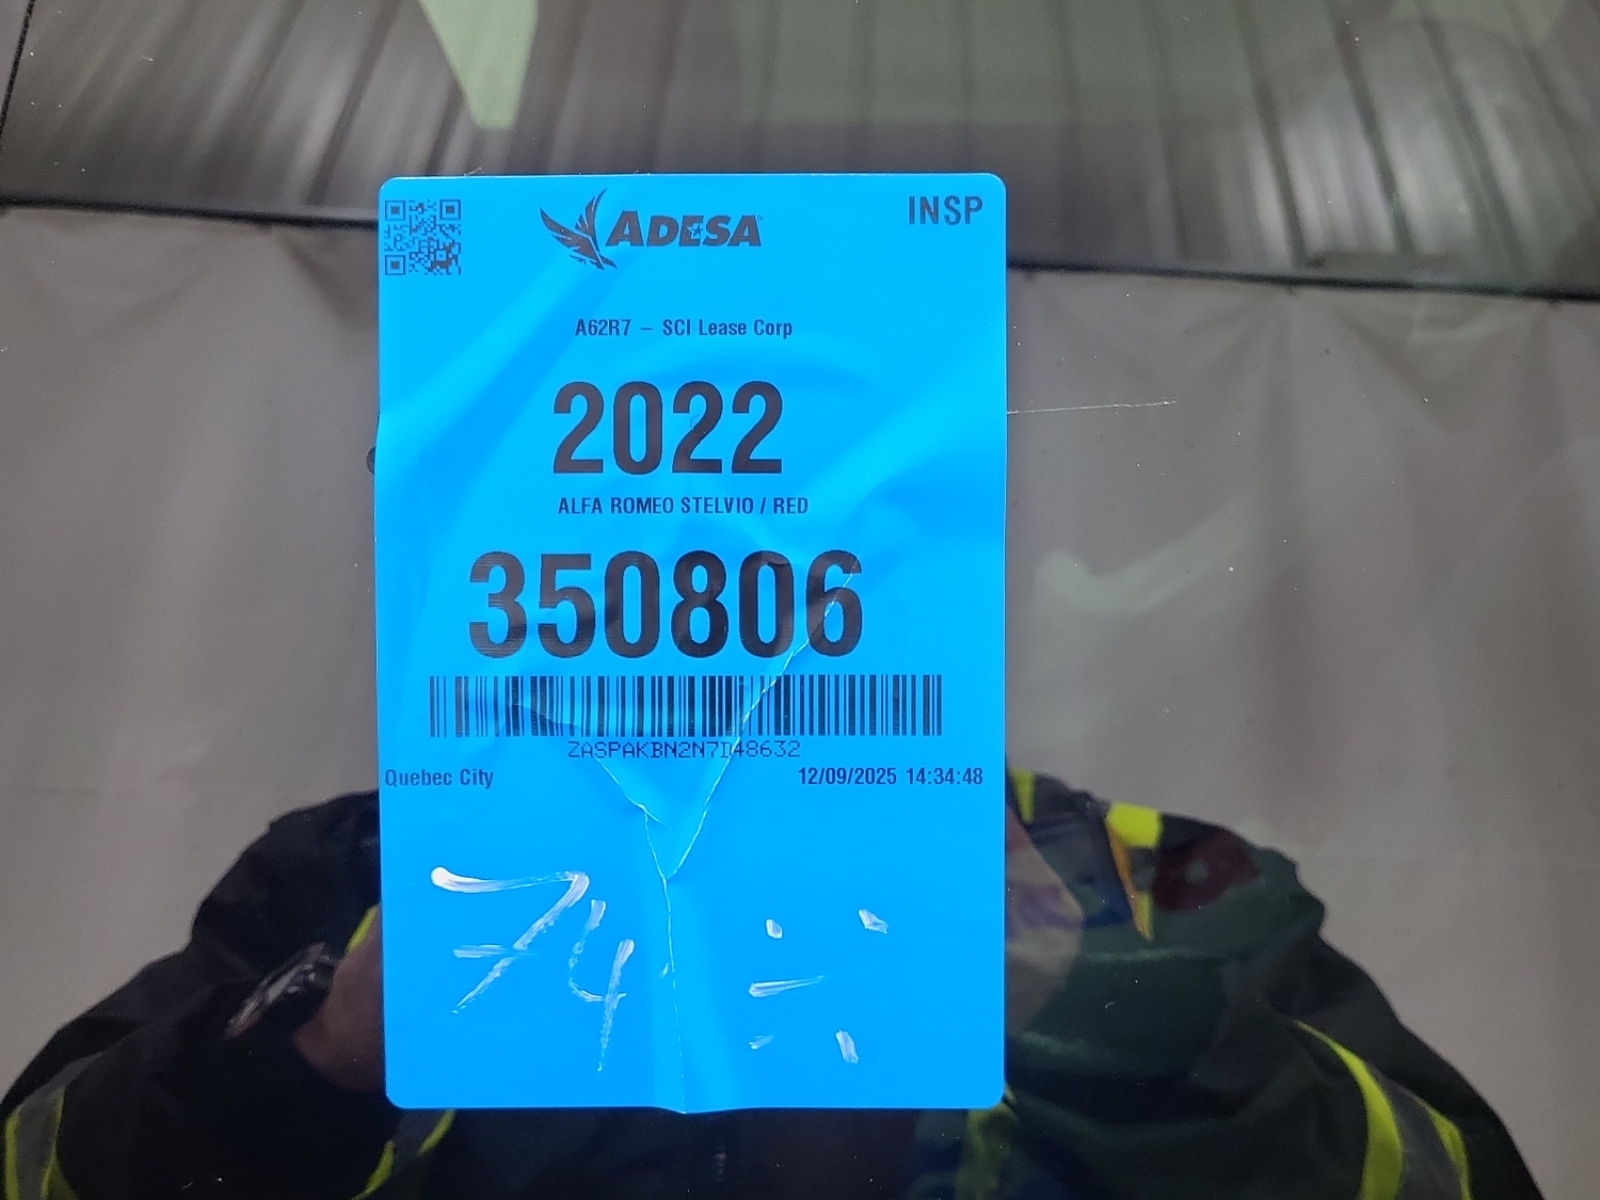 ADESA
INSP
A62R7 – SCI Lease Corp
2022
ALFA ROMEO STELVIO / RED
350806
ZASPAKBN2N7D48632
Quebec City
12/09/2025 14:34:48
74